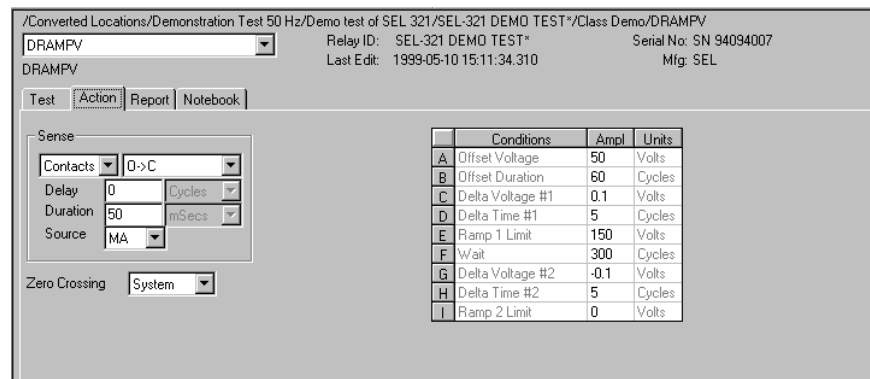 /Converted Locations/Demonstration Test 50 Hz/Demo test of SEL 321/SEL-321 DEMO TEST*/Class Demo/DRAMPV
DRAMPV Relay ID: SEL-321 DEMO TEST* Serial No: SN 94094007
Last Edit: 1999-05-10 15:11:34.310 Mfg: SEL
DRAMPV
Test Action Report Notebook
Sense
Contacts O->C
Delay 0 Cycles
Duration 50 mSecs
Source MA
Zero Crossing System
Conditions Ampl Units
A Offset Voltage 50 Volts
B Offset Duration 60 Cycles
C Delta Voltage #1 0.1 Volts
D Delta Time #1 5 Cycles
E Ramp 1 Limit 150 Volts
F Wait 300 Cycles
G Delta Voltage #2 -0.1 Volts
H Delta Time #2 5 Cycles
I Ramp 2 Limit 0 Volts